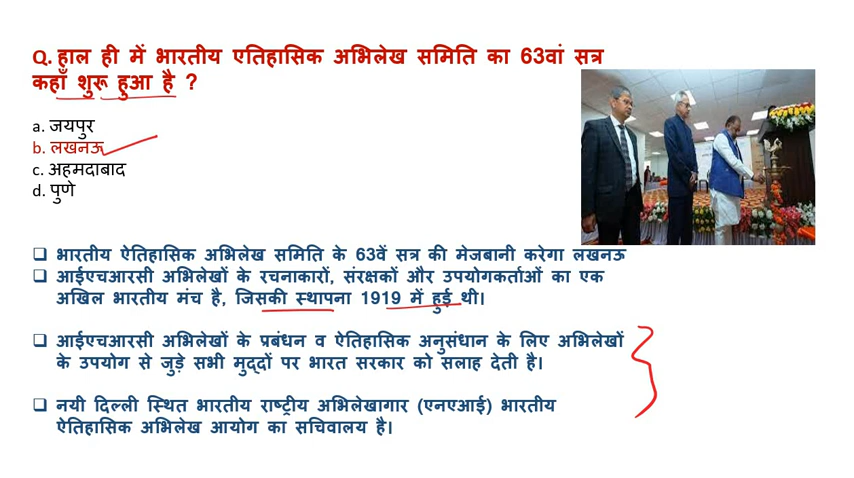 Q. हाल ही में भारतीय एतिहासिक अभिलेख समिति का 63वां सत्र
कहाँ शुरू हुआ है ?
a. जयपुर
b. लखनऊ
c. अहमदाबाद
d. पुणे
❑ भारतीय ऐतिहासिक अभिलेख समिति के 63वें सत्र की मेजबानी करेगा लखनऊ
❑ आईएचआरसी अभिलेखों के रचनाकारों, संरक्षकों और उपयोगकर्ताओं का एक
अखिल भारतीय मंच है, जिसकी स्थापना 1919 में हुई थी।
❑ आईएचआरसी अभिलेखों के प्रबंधन व ऐतिहासिक अनुसंधान के लिए अभिलेखों
के उपयोग से जुड़े सभी मुद्दों पर भारत सरकार को सलाह देती है।
❑ नयी दिल्ली स्थित भारतीय राष्ट्रीय अभिलेखागार (एनएआई) भारतीय
ऐतिहासिक अभिलेख आयोग का सचिवालय है।